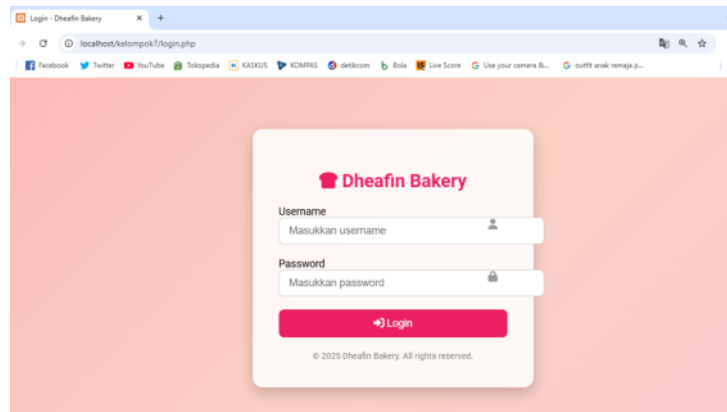 Login - Dheafin Bakery
localhost/kelompok7/login.php
Facebook Twitter YouTube Tokopedia KASKUS KOMPAS detikcom Bola Live Score Use your camera &... outfit anak remaja p...
Dheafin Bakery
Username
Masukkan username
Password
Masukkan password
Login
© 2025 Dheafin Bakery. All rights reserved.